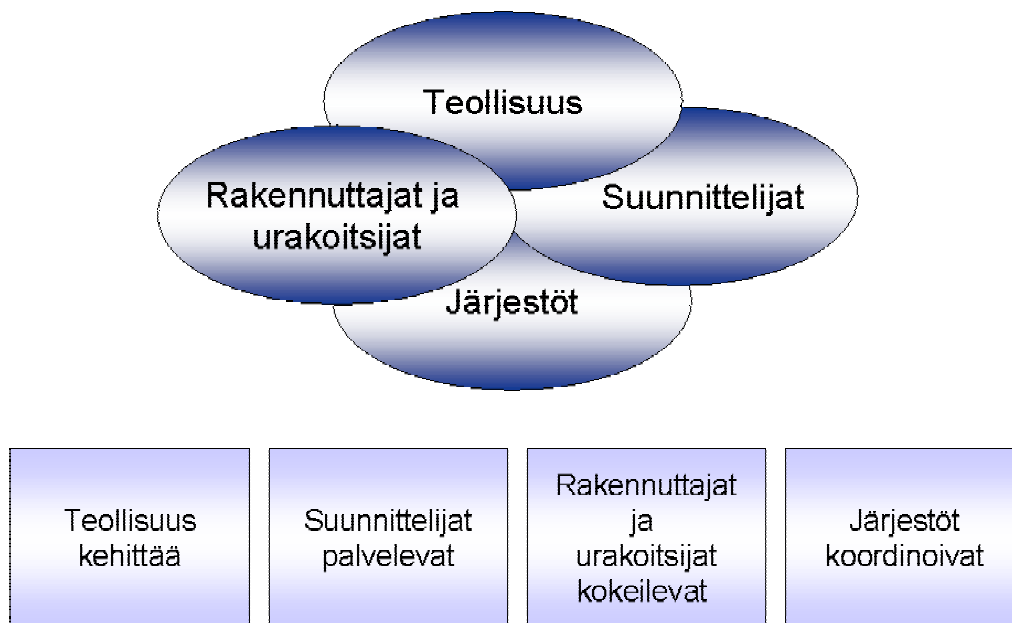 Teollisuus
Rakennuttajat ja
urakoitsijat
Suunnittelijat
Järjestöt
Teollisuus
kehittää
Suunnittelijat
palvelevat
Rakennuttajat
ja
urakoitsijat
kokeilevat
Järjestöt
koordinoivat